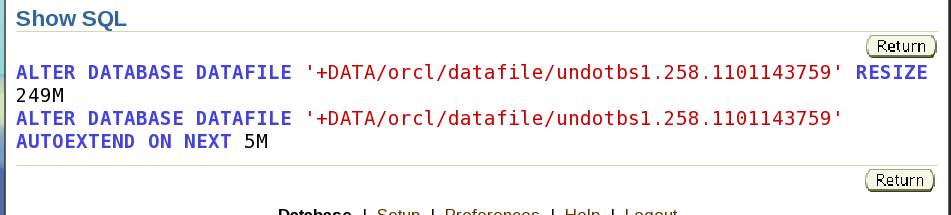 Show SQL
Return
ALTER DATABASE DATAFILE '+DATA/orcl/datafile/undotbs1.258.1101143759' RESIZE
249M
ALTER DATABASE DATAFILE '+DATA/orcl/datafile/undotbs1.258.1101143759'
AUTOEXTEND ON NEXT 5M
Return
Database | Setup | Preferences | Help | Logout